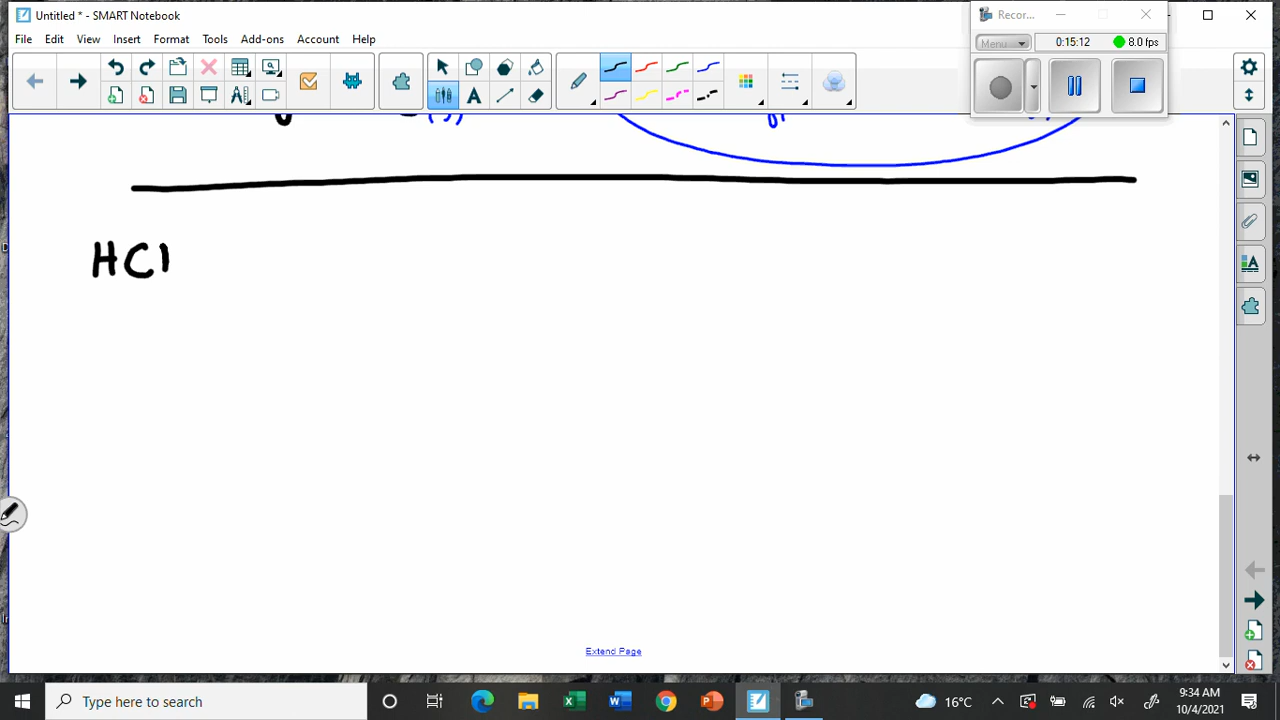 Untitled * - SMART Notebook
Recor...
File Edit View Insert Format Tools Add-ons Account Help
Menu 0:15:12 8.0 fps
HCl
Extend Page
Type here to search
16°C
9:34 AM
10/4/2021